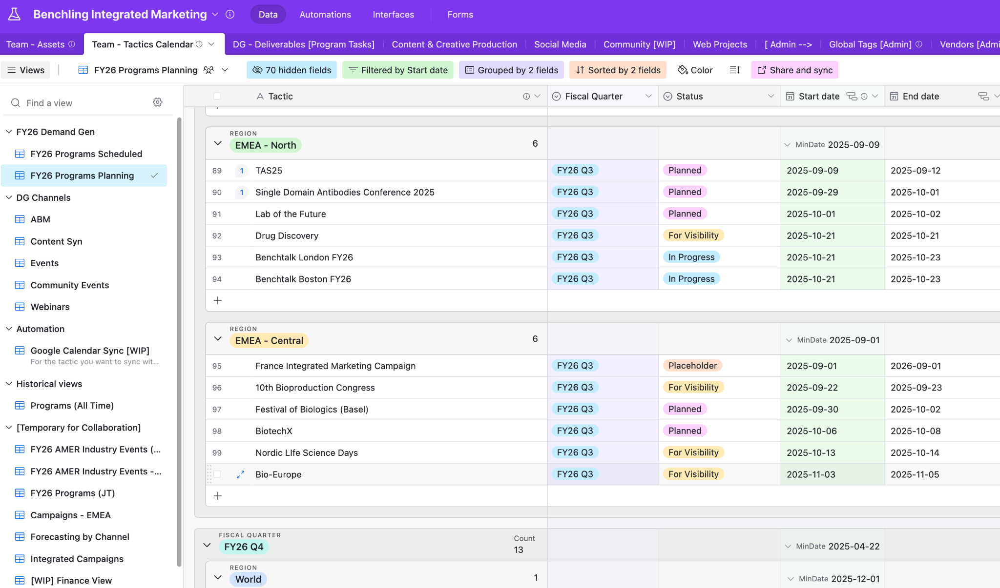 Benchling Integrated Marketing
Data
Automations
Interfaces
Forms
Team - Assets
Team - Tactics Calendar
DG - Deliverables [Program Tasks]
Content & Creative Production
Social Media
Community [WIP]
Web Projects
[ Admin -->
Global Tags [Admin]
Vendors [Admi
Views
FY26 Programs Planning
70 hidden fields
Filtered by Start date
Grouped by 2 fields
Sorted by 2 fields
Color
Share and sync
Find a view
FY26 Demand Gen
FY26 Programs Scheduled
FY26 Programs Planning
DG Channels
ABM
Content Syn
Events
Community Events
Webinars
Automation
Google Calendar Sync [WIP]
For the tactic you want to sync wit...
Historical views
Programs (All Time)
[Temporary for Collaboration]
FY26 AMER Industry Events (...
FY26 AMER Industry Events -...
FY26 Programs (JT)
Campaigns - EMEA
Forecasting by Channel
Integrated Campaigns
[WIP] Finance View
Tactic Fiscal Quarter Status Start date End date
REGION
EMEA - North 6 MinDate 2025-09-09
89 1 TAS25 FY26 Q3 Planned 2025-09-09 2025-09-12
90 1 Single Domain Antibodies Conference 2025 FY26 Q3 Planned 2025-09-29 2025-10-01
91 Lab of the Future FY26 Q3 Planned 2025-10-01 2025-10-02
92 Drug Discovery FY26 Q3 For Visibility 2025-10-21 2025-10-21
93 Benchtalk London FY26 FY26 Q3 In Progress 2025-10-21 2025-10-23
94 Benchtalk Boston FY26 FY26 Q3 In Progress 2025-10-21 2025-10-23
REGION
EMEA - Central 6 MinDate 2025-09-01
95 France Integrated Marketing Campaign FY26 Q3 Placeholder 2025-09-01 2026-09-01
96 10th Bioproduction Congress FY26 Q3 For Visibility 2025-09-22 2025-09-23
97 Festival of Biologics (Basel) FY26 Q3 Planned 2025-09-30 2025-10-02
98 BiotechX FY26 Q3 Planned 2025-10-06 2025-10-08
99 Nordic LIfe Science Days FY26 Q3 For Visibility 2025-10-13 2025-10-14
Bio-Europe FY26 Q3 For Visibility 2025-11-03 2025-11-05
FISCAL QUARTER
FY26 Q4 Count 13 MinDate 2025-04-22
REGION
World 1 MinDate 2025-12-01